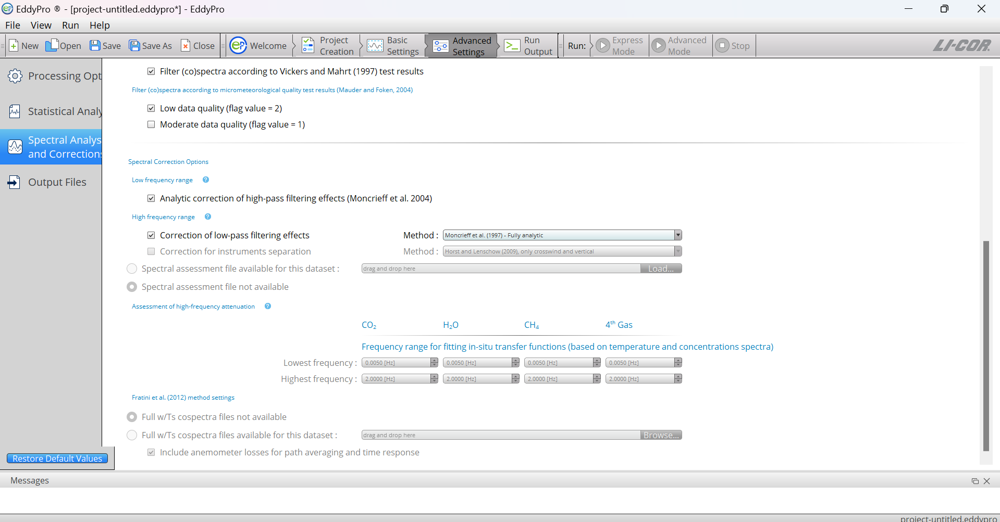 EddyPro ® - [project-untitled.eddypro*] - EddyPro
File View Run Help
New Open Save Save As Close Welcome Project Creation Basic Settings Advanced Settings Run Output Run: Express Mode Advanced Mode Stop LI-COR
Processing Opt
Statistical Analy
Spectral Analys
and Corrections
Output Files
Restore Default Values
Filter (co)spectra according to Vickers and Mahrt (1997) test results
Filter (co)spectra according to micrometeorological quality test results (Mauder and Foken, 2004)
Low data quality (flag value = 2)
Moderate data quality (flag value = 1)
Spectral Correction Options
Low frequency range ?
Analytic correction of high-pass filtering effects (Moncrieff et al. 2004)
High frequency range ?
Correction of low-pass filtering effects Method : Moncrieff et al. (1997) - Fully analytic
Correction for instruments separation Method : Horst and Lenschow (2009), only crosswind and vertical
Spectral assessment file available for this dataset : drag and drop here Load...
Spectral assessment file not available
Assessment of high-frequency attenuation ?
CO₂ H₂O CH₄ 4ᵗʰ Gas
Frequency range for fitting in-situ transfer functions (based on temperature and concentrations spectra)
Lowest frequency : 0.0050 [Hz] 0.0050 [Hz] 0.0050 [Hz] 0.0050 [Hz]
Highest frequency : 2.0000 [Hz] 2.0000 [Hz] 2.0000 [Hz] 2.0000 [Hz]
Fratini et al. (2012) method settings
Full w/Ts cospectra files not available
Full w/Ts cospectra files available for this dataset : drag and drop here Browse...
Include anemometer losses for path averaging and time response
Messages
project-untitled.eddypro